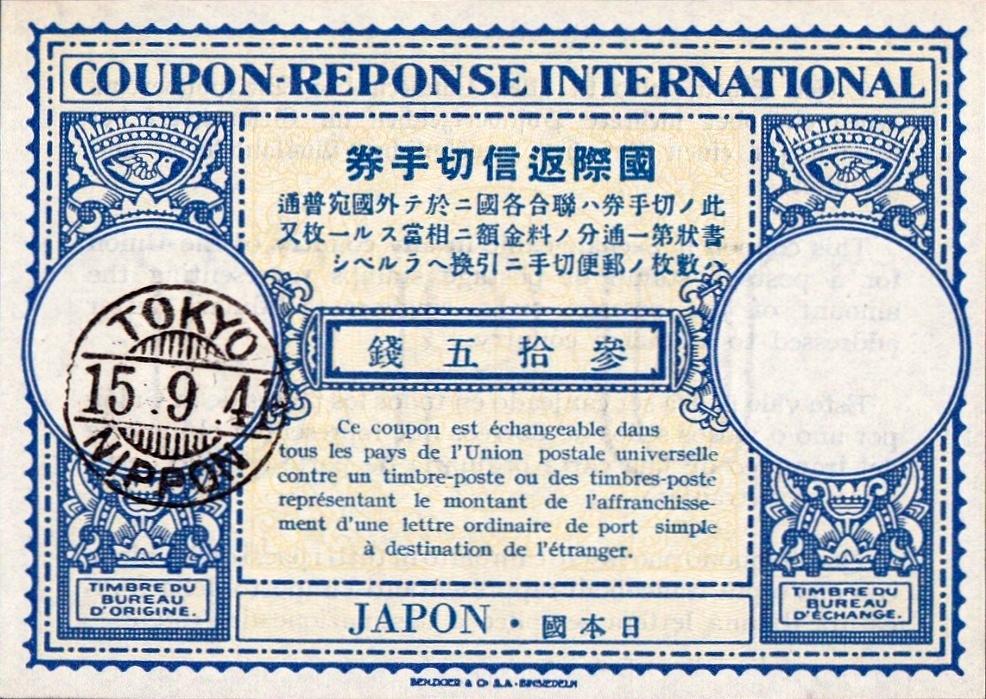 COUPON-REPONSE INTERNATIONAL
國際返信切手券
此ノ切手券ハ聯合各國ニ於テ外國宛普通
書狀第一通分ノ料金額ニ相當スル一枚又
ハ數枚ノ郵便切手ニ引換ヘラルベシ
參拾五錢
TOKYO
15.9.41
NIPPON
Ce coupon est échangeable dans
tous les pays de l'Union postale universelle
contre un timbre-poste ou des timbres-poste
représentant le montant de l'affranchisse-
ment d'une lettre ordinaire de port simple
à destination de l'étranger.
TIMBRE DU
BUREAU
D'ORIGINE.
TIMBRE DU
BUREAU
D'ÉCHANGE.
JAPON · 日本國
BENZIGER & Co S.A. - EINSIEDELN